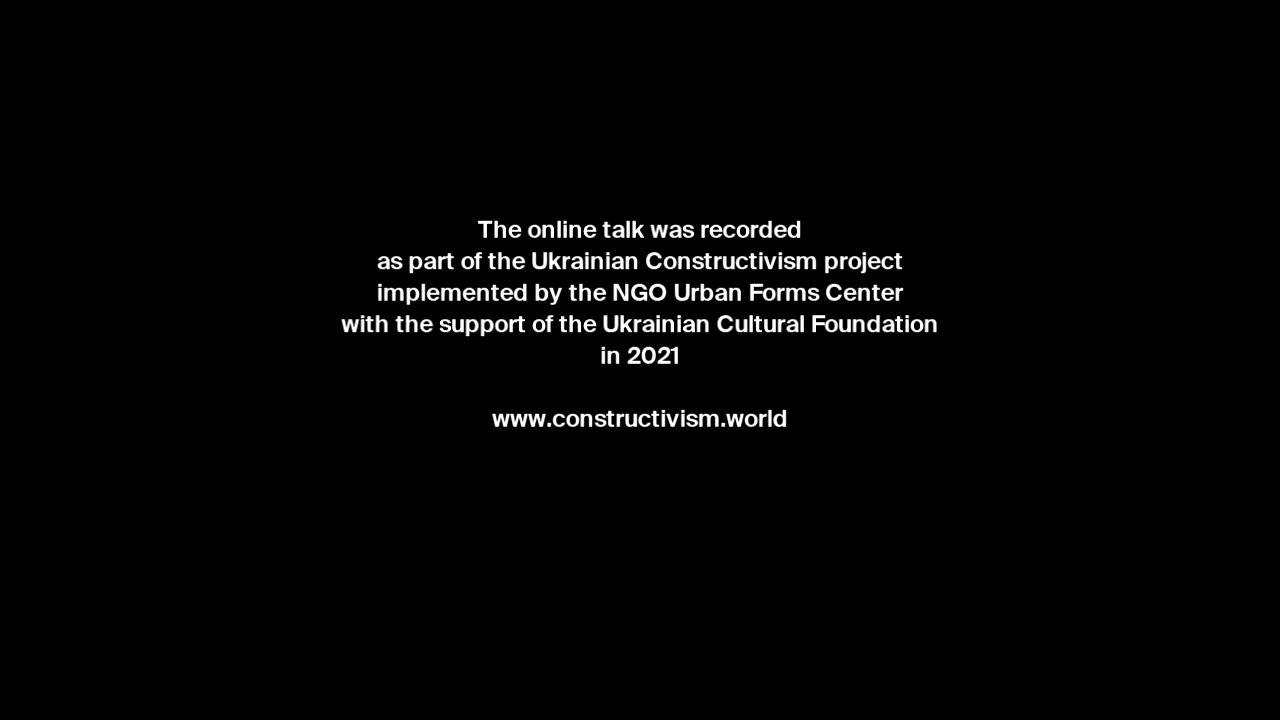 The online talk was recorded
as part of the Ukrainian Constructivism project
implemented by the NGO Urban Forms Center
with the support of the Ukrainian Cultural Foundation
in 2021
www.constructivism.world